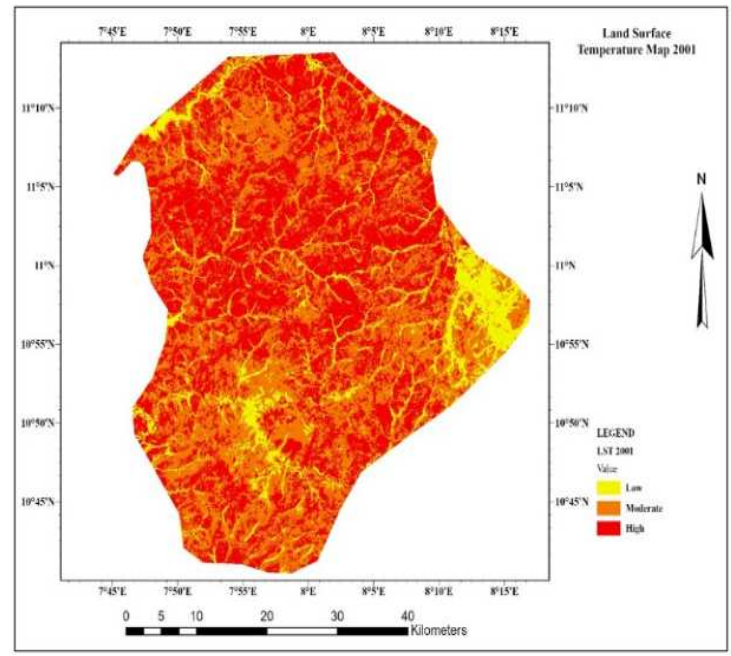 7°45'E 7°50'E 7°55'E 8°E 8°5'E 8°10'E 8°15'E
Land Surface
Temperature Map 2001
11°10'N 11°10'N
11°5'N 11°5'N
N
11°N 11°N
10°55'N 10°55'N
10°50'N 10°50'N
LEGEND
LST 2001
Value
Low
10°45'N 10°45'N
Moderate
High
7°45'E 7°50'E 7°55'E 8°E 8°5'E 8°10'E 8°15'E
0 5 10 20 30 40
Kilometers